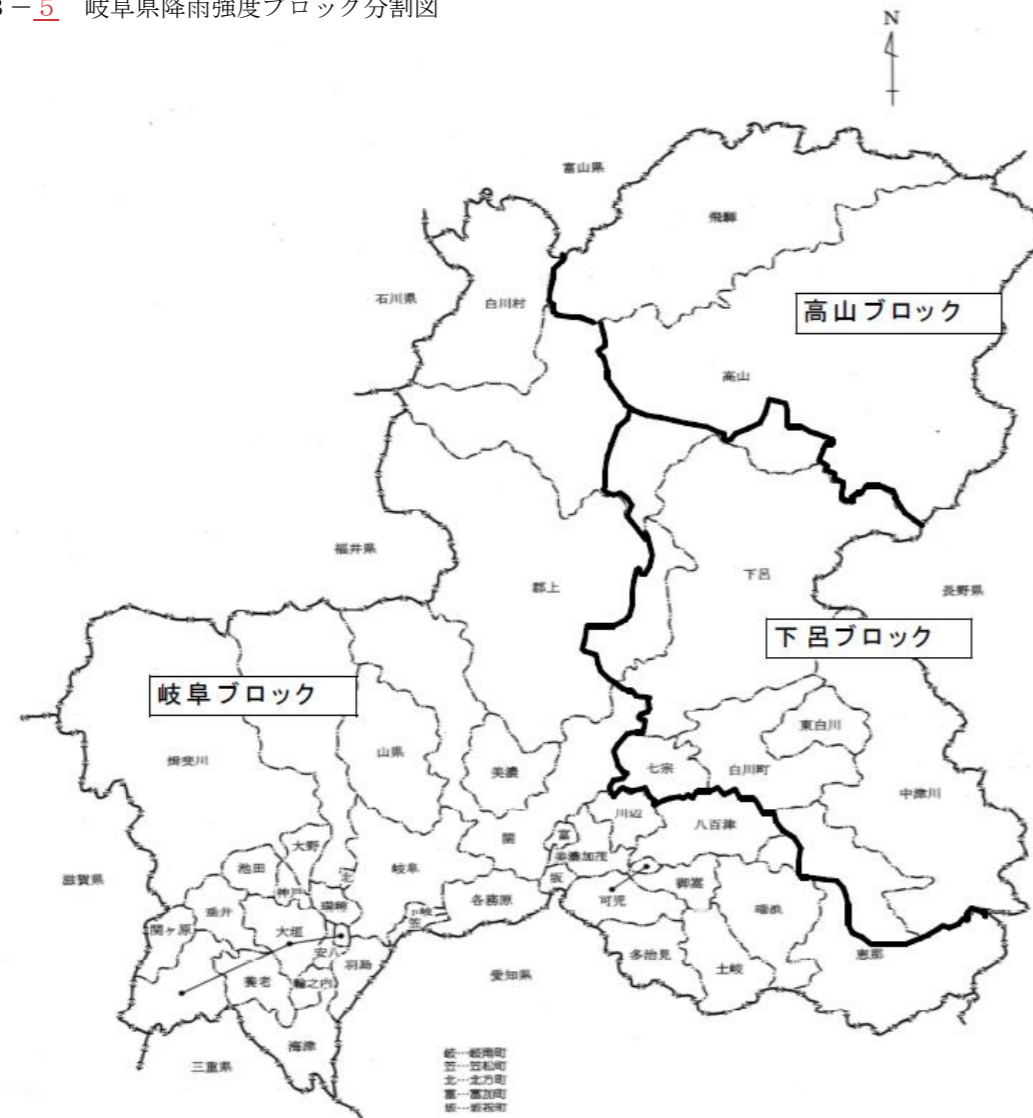 3－5　岐阜県降雨強度ブロック分割図
N
富山県
飛騨
石川県
白川村
高山ブロック
高山
福井県
郡上
下呂
長野県
下呂ブロック
岐阜ブロック
揖斐川
山県
美濃
東白川
七宗
白川町
中津川
川辺
八百津
関
富
大野
岐阜
美濃加茂
滋賀県
池田
北
坂
御嵩
神戸
瑞穂
各務原
可児
瑞浪
垂井
岐
笠
関ヶ原
大垣
安八
羽島
多治見
土岐
恵那
養老
輪之内
愛知県
海津
三重県
岐…岐南町
笠…笠松町
北…北方町
富…富加町
坂…坂祝町